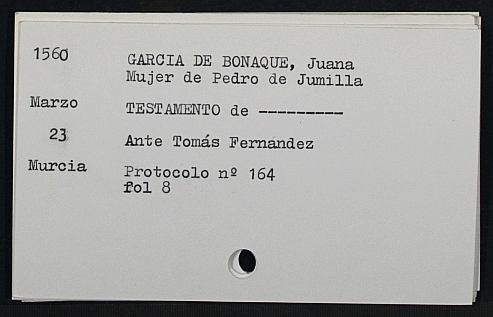 1560 GARCIA DE BONAQUE, Juana
Mujer de Pedro de Jumilla
Marzo TESTAMENTO de ---------
23 Ante Tomás Fernandez
Murcia Protocolo nº 164
fol 8